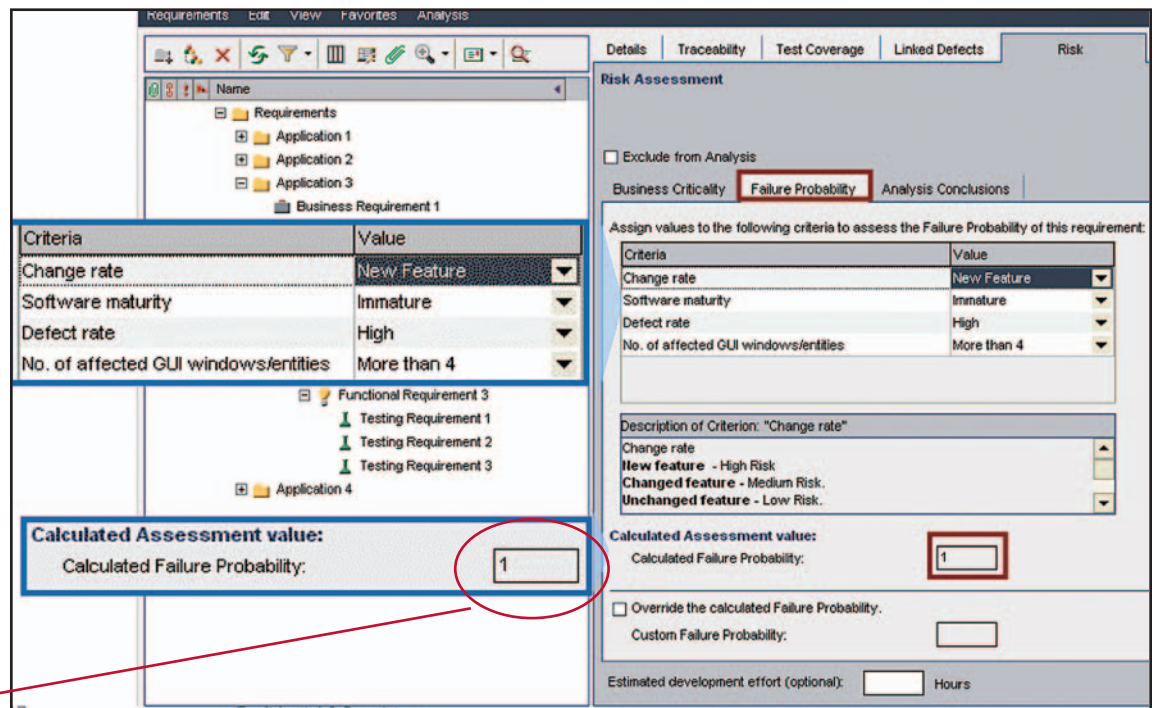 Requirements Edit View Favorites Analysis
Details Traceability Test Coverage Linked Defects Risk
Risk Assessment
Name
Requirements
Application 1
Application 2
Application 3
Business Requirement 1
Exclude from Analysis
Business Criticality Failure Probability Analysis Conclusions
Assign values to the following criteria to assess the Failure Probability of this requirement:
Criteria Value
Change rate New Feature
Software maturity Immature
Defect rate High
No. of affected GUI windows/entities More than 4
Criteria Value
Change rate New Feature
Software maturity Immature
Defect rate High
No. of affected GUI windows/entities More than 4
Functional Requirement 3
Testing Requirement 1
Testing Requirement 2
Testing Requirement 3
Application 4
Description of Criterion: "Change rate"
Change rate
New feature - High Risk
Changed feature - Medium Risk.
Unchanged feature - Low Risk.
Calculated Assessment value:
Calculated Failure Probability: 1
Calculated Assessment value:
Calculated Failure Probability: 1
Override the calculated Failure Probability.
Custom Failure Probability:
Estimated development effort (optional): Hours